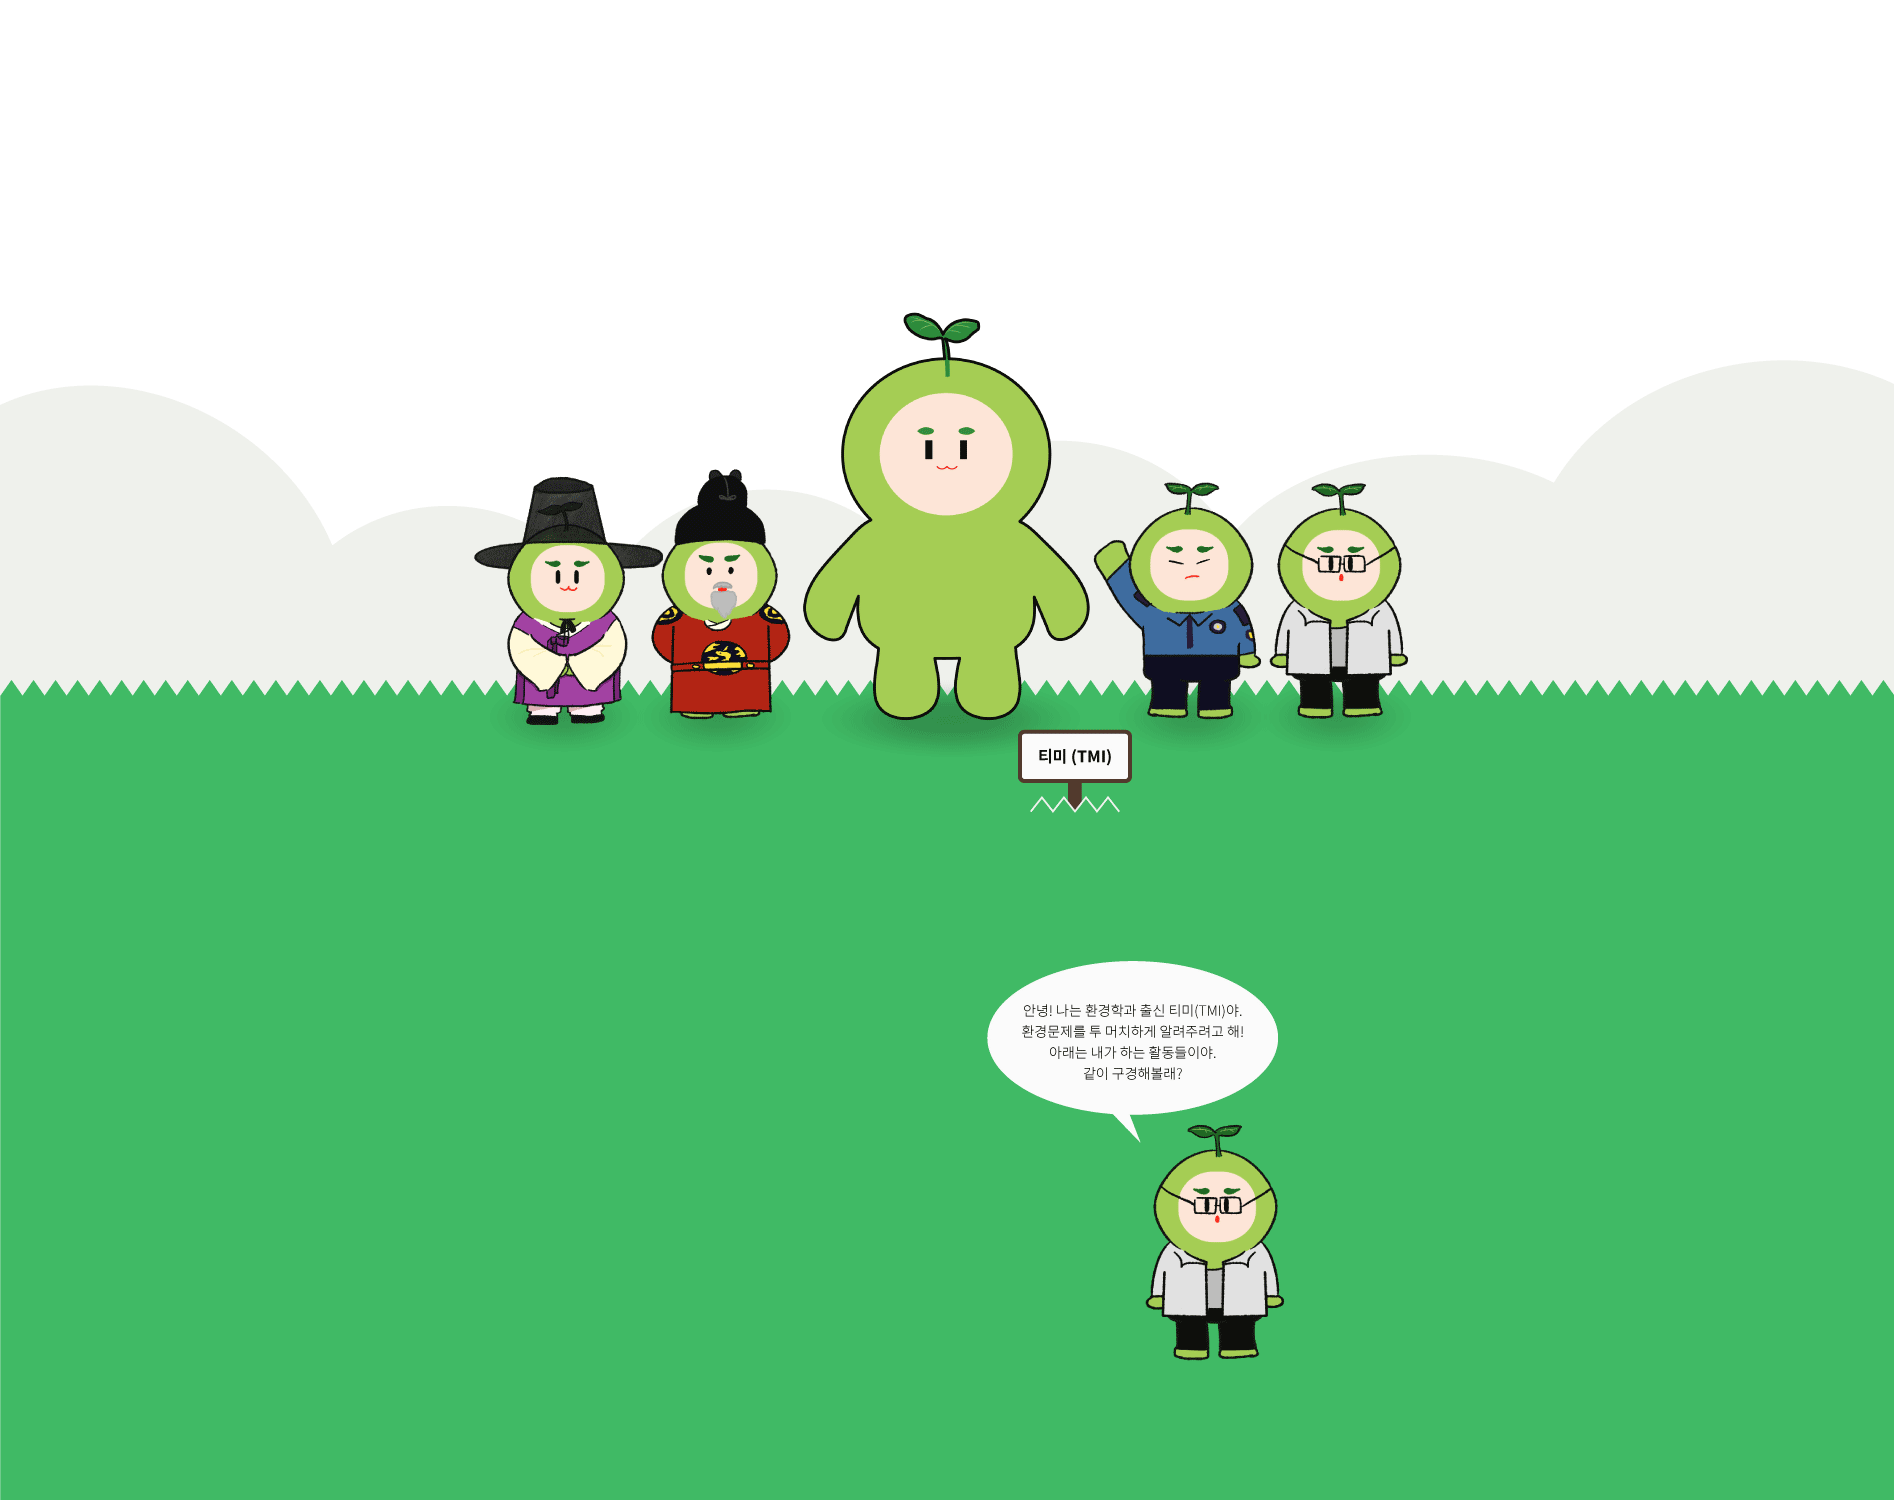 티미 (TMI)
안녕! 나는 환경학과 출신 티미(TMI)야.
환경문제를 투 머치하게 알려주려고 해!
아래는 내가 하는 활동들이야.
같이 구경해볼래?